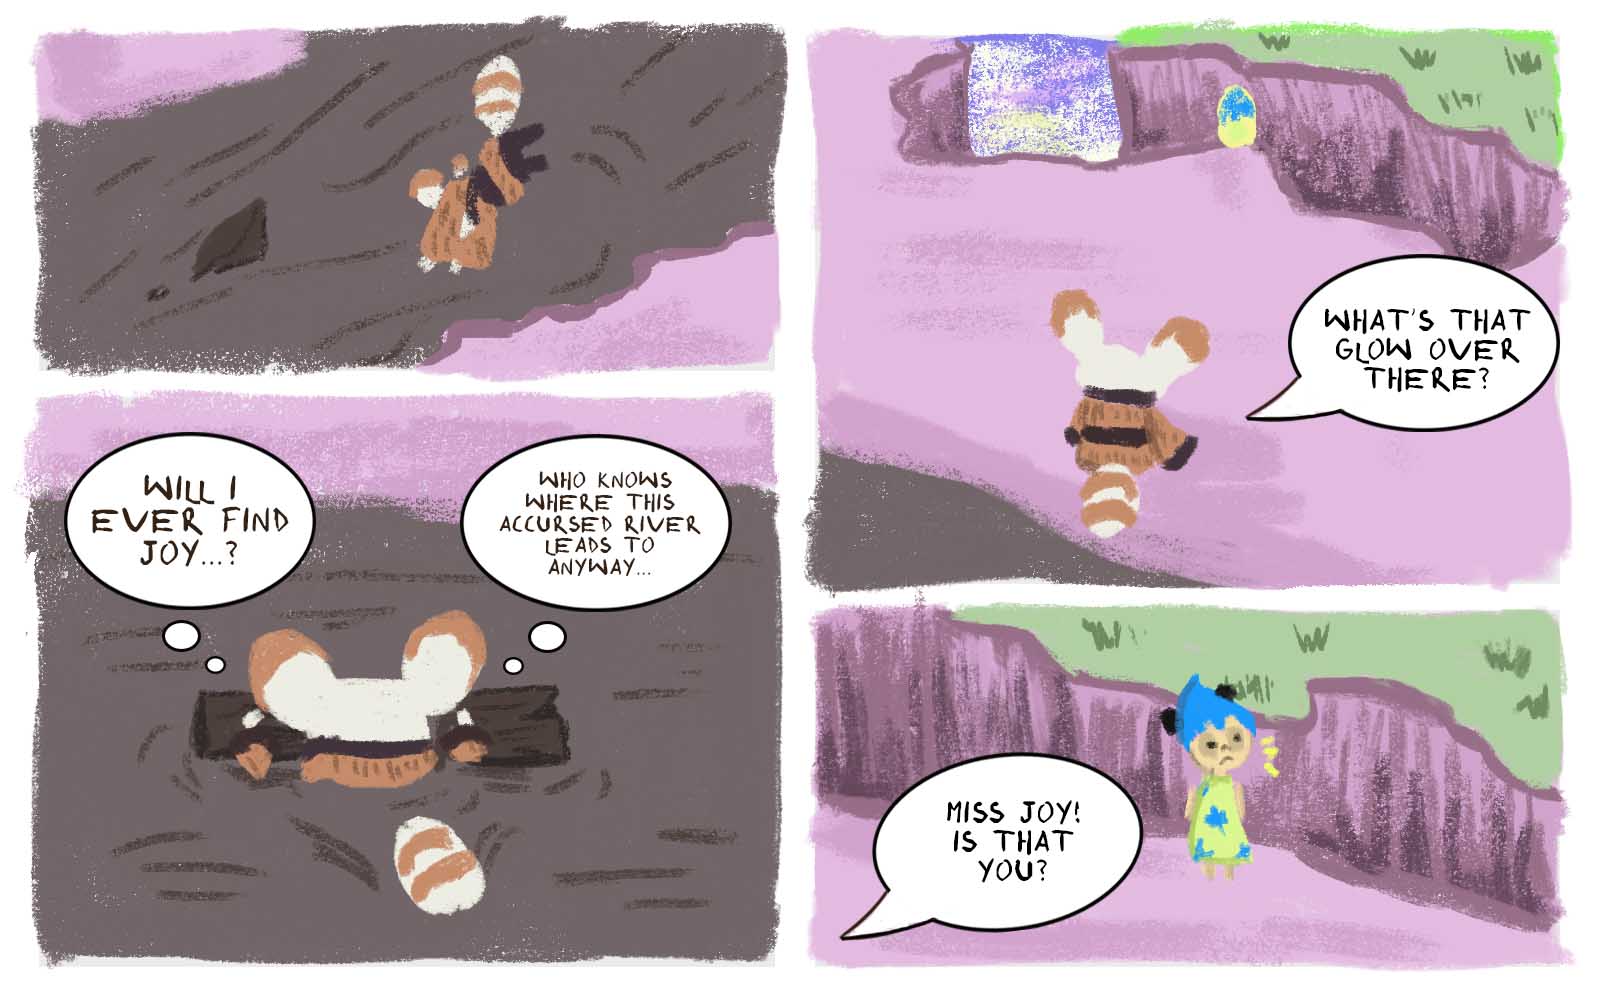 WILL I
EVER FIND
JOY...?
WHO KNOWS
WHERE THIS
ACCURSED RIVER
LEADS TO
ANYWAY...
WHAT'S THAT
GLOW OVER
THERE?
MISS JOY!
IS THAT
YOU?